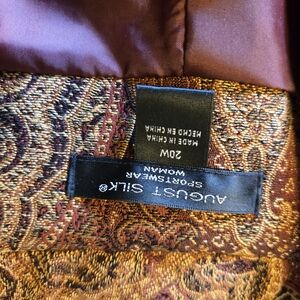 AUGUST SILK®
SPORTSWEAR
WOMAN
20W
MADE IN CHINA
HECHO EN CHINA